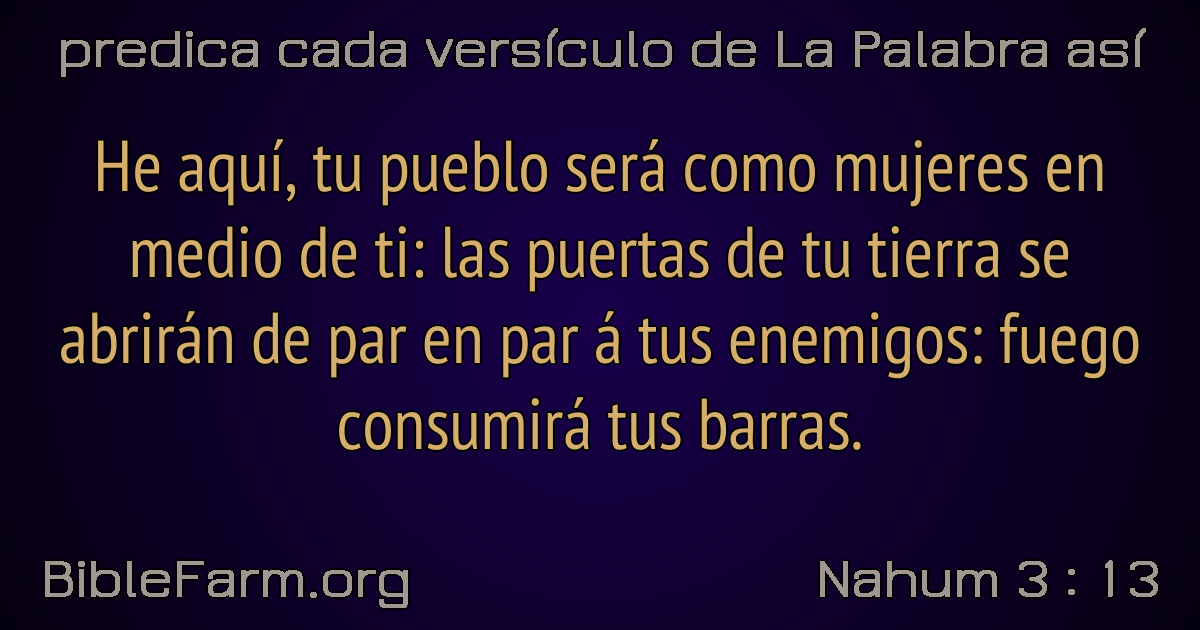 predica cada versículo de La Palabra así
He aquí, tu pueblo será como mujeres en
medio de ti: las puertas de tu tierra se
abrirán de par en par á tus enemigos: fuego
consumirá tus barras.
BibleFarm.org
Nahum 3 : 13